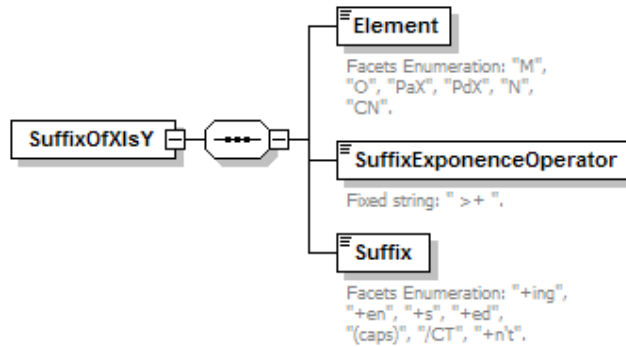 Element
Facets Enumeration: "M",
"O", "PaX", "PdX", "N",
"CN".
SuffixOfXIsY
SuffixExponenceOperator
Fixed string: " >+ ".
Suffix
Facets Enumeration: "+ing",
"+en", "+s", "+ed",
"(caps)", "/CT", "+n't".